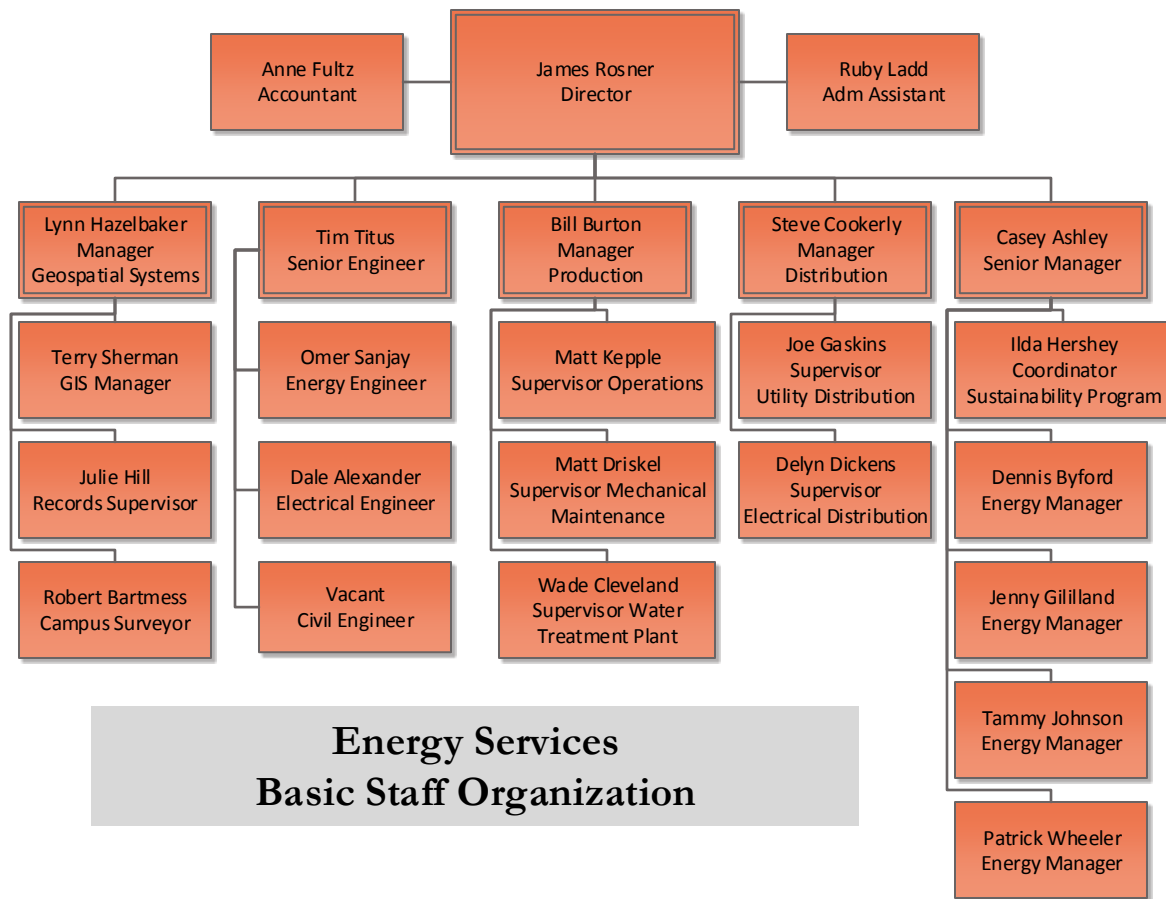 Anne Fultz
Accountant
James Rosner
Director
Ruby Ladd
Adm Assistant
Lynn Hazelbaker
Manager
Geospatial Systems
Tim Titus
Senior Engineer
Bill Burton
Manager
Production
Steve Cookerly
Manager
Distribution
Casey Ashley
Senior Manager
Terry Sherman
GIS Manager
Omer Sanjay
Energy Engineer
Matt Kepple
Supervisor Operations
Joe Gaskins
Supervisor
Utility Distribution
Ilda Hershey
Coordinator
Sustainability Program
Julie Hill
Records Supervisor
Dale Alexander
Electrical Engineer
Matt Driskel
Supervisor Mechanical
Maintenance
Delyn Dickens
Supervisor
Electrical Distribution
Dennis Byford
Energy Manager
Robert Bartmess
Campus Surveyor
Vacant
Civil Engineer
Wade Cleveland
Supervisor Water
Treatment Plant
Jenny Gililland
Energy Manager
Tammy Johnson
Energy Manager
Patrick Wheeler
Energy Manager
Energy Services
Basic Staff Organization